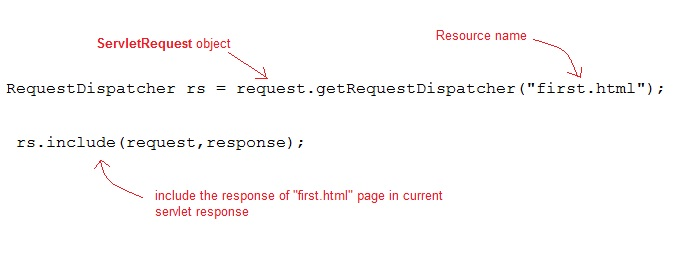 ServletRequest object
Resource name
RequestDispatcher rs = request.getRequestDispatcher("first.html");
rs.include(request,response);
include the response of "first.html" page in current
servlet response